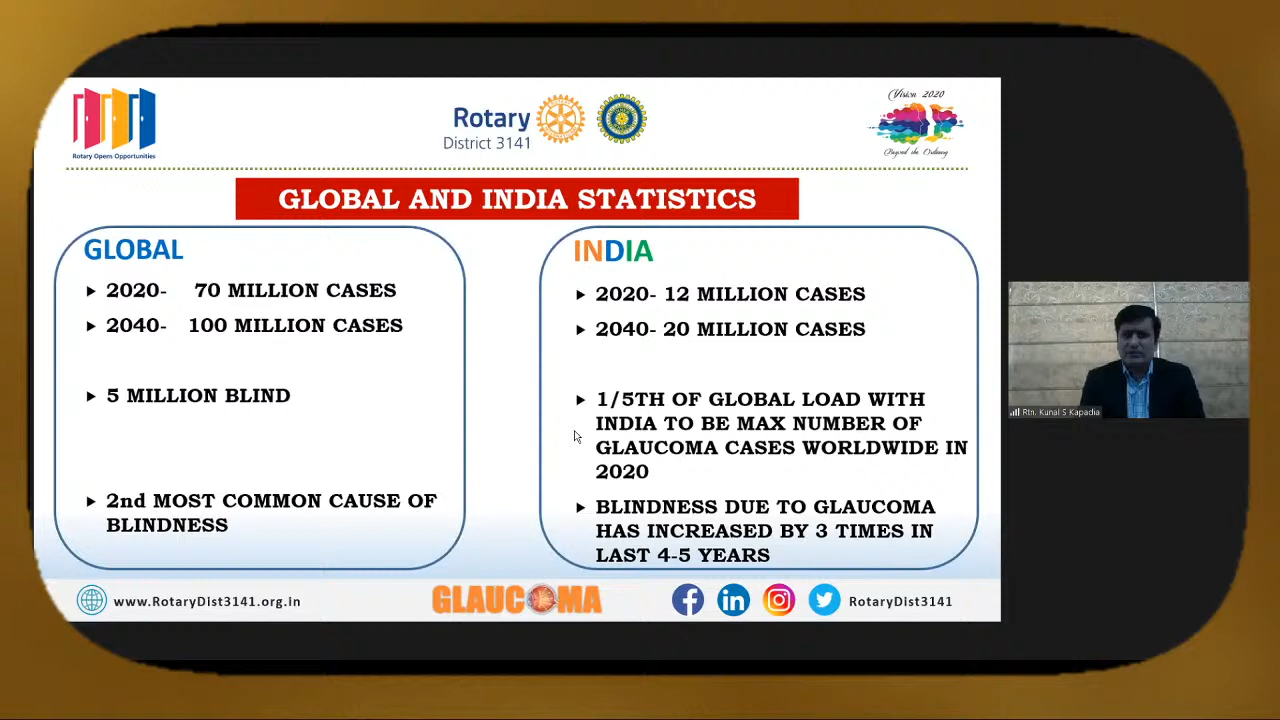 Rotary Opens Opportunities
Rotary
District 3141
Vision 2020
Beyond the Ordinary
GLOBAL AND INDIA STATISTICS
GLOBAL
2020- 70 MILLION CASES
2040- 100 MILLION CASES
5 MILLION BLIND
2nd MOST COMMON CAUSE OF
BLINDNESS
INDIA
2020- 12 MILLION CASES
2040- 20 MILLION CASES
1/5TH OF GLOBAL LOAD WITH
INDIA TO BE MAX NUMBER OF
GLAUCOMA CASES WORLDWIDE IN
2020
BLINDNESS DUE TO GLAUCOMA
HAS INCREASED BY 3 TIMES IN
LAST 4-5 YEARS
Rtn. Kunal S Kapadia
www.RotaryDist3141.org.in
GLAUCOMA
RotaryDist3141